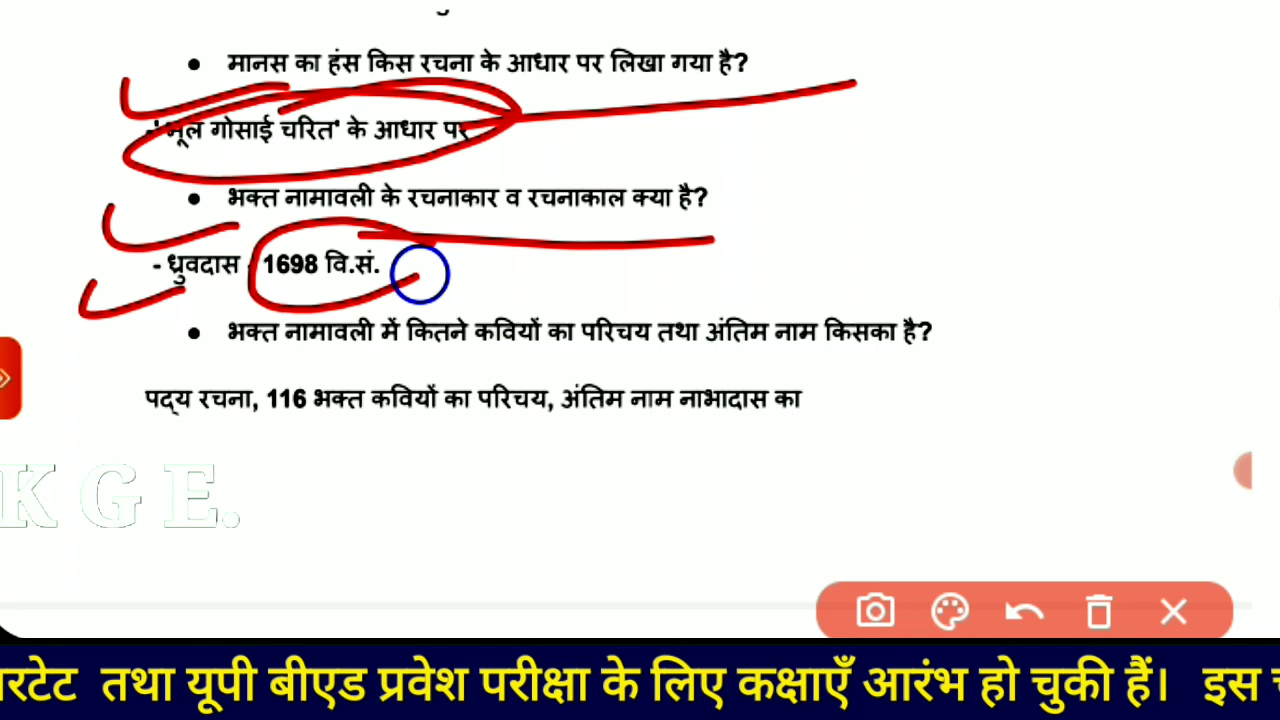 मानस का हंस किस रचना के आधार पर लिखा गया है?
-'मूल गोसाई चरित' के आधार पर
भक्त नामावली के रचनाकार व रचनाकाल क्या है?
- ध्रुवदास - 1698 वि.सं.
भक्त नामावली में कितने कवियों का परिचय तथा अंतिम नाम किसका है?
पद्य रचना, 116 भक्त कवियों का परिचय, अंतिम नाम नाभादास का
K G E.
रटेट तथा यूपी बीएड प्रवेश परीक्षा के लिए कक्षाएँ आरंभ हो चुकी हैं। इस